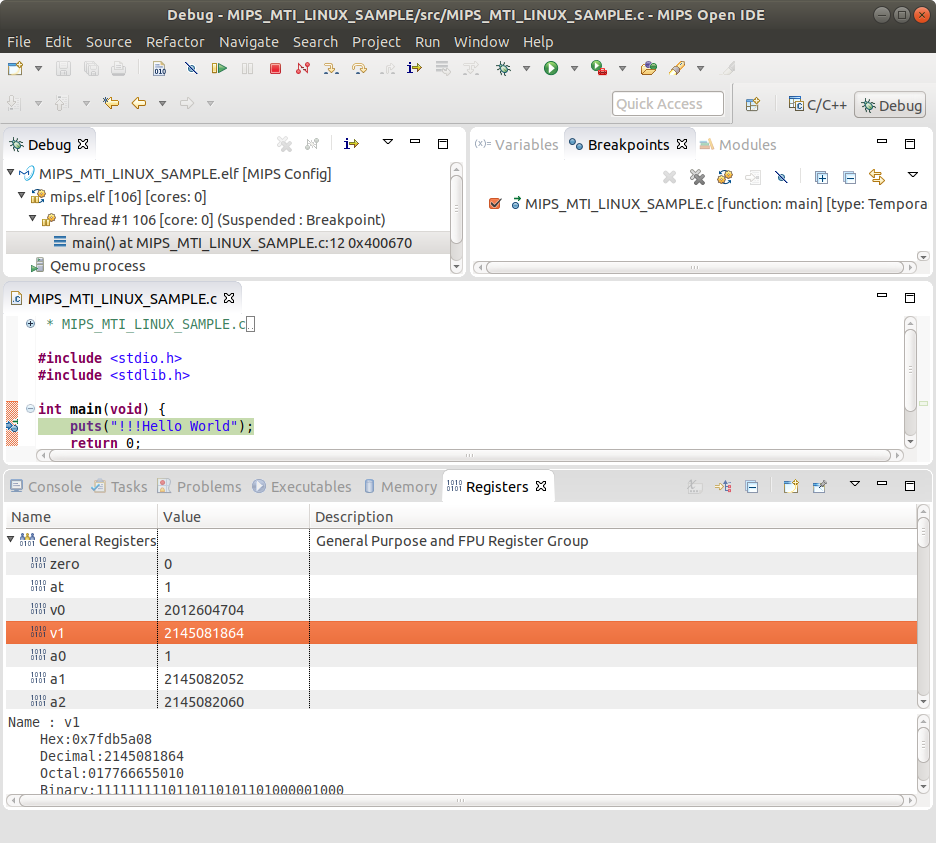 Debug - MIPS_MTI_LINUX_SAMPLE/src/MIPS_MTI_LINUX_SAMPLE.c - MIPS Open IDE
File Edit Source Refactor Navigate Search Project Run Window Help
Quick Access C/C++ Debug
Debug
MIPS_MTI_LINUX_SAMPLE.elf [MIPS Config]
mips.elf [106] [cores: 0]
Thread #1 106 [core: 0] (Suspended : Breakpoint)
main() at MIPS_MTI_LINUX_SAMPLE.c:12 0x400670
Qemu process
(x)= Variables Breakpoints Modules
MIPS_MTI_LINUX_SAMPLE.c [function: main] [type: Tempora
MIPS_MTI_LINUX_SAMPLE.c
* MIPS_MTI_LINUX_SAMPLE.c
#include <stdio.h>
#include <stdlib.h>
int main(void) {
puts("!!!Hello World");
return 0;
Console Tasks Problems Executables Memory Registers
Name Value Description
General Registers General Purpose and FPU Register Group
zero 0
at 1
v0 2012604704
v1 2145081864
a0 1
a1 2145082052
a2 2145082060
Name : v1
Hex:0x7fdb5a08
Decimal:2145081864
Octal:017766655010
Binary:1111111110110110101101000001000